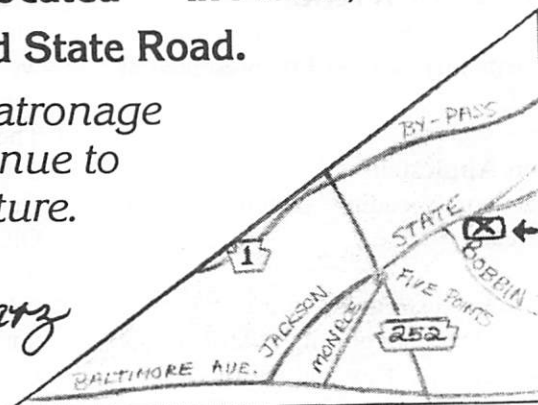 d State Road.
atronage
nue to
ture.
BY-PASS
STATE
X
1
BOBBIN
FIVE POINTS
JACKSON
MONROE
252
BALTIMORE AVE.